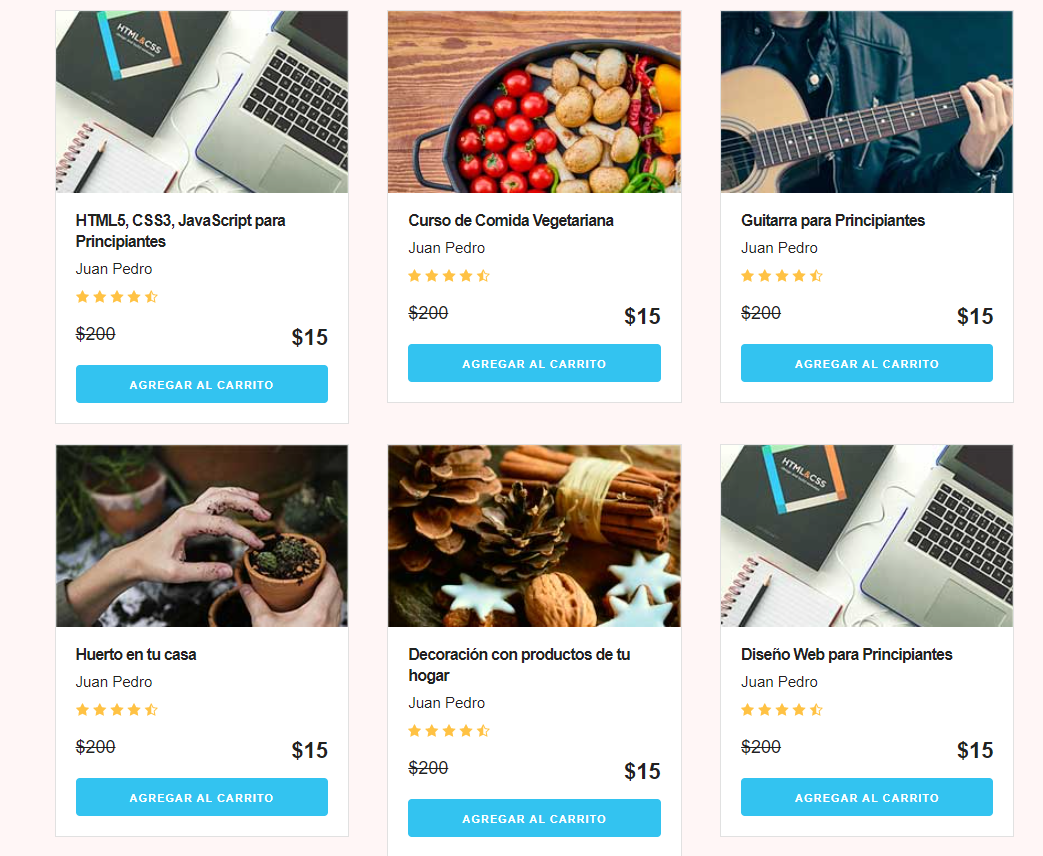 HTML&CSS
HTML5, CSS3, JavaScript para
Principiantes
Juan Pedro
$200
$15
AGREGAR AL CARRITO
Curso de Comida Vegetariana
Juan Pedro
$200
$15
AGREGAR AL CARRITO
Guitarra para Principiantes
Juan Pedro
$200
$15
AGREGAR AL CARRITO
Huerto en tu casa
Juan Pedro
$200
$15
AGREGAR AL CARRITO
Decoración con productos de tu
hogar
Juan Pedro
$200
$15
AGREGAR AL CARRITO
HTML&CSS
Diseño Web para Principiantes
Juan Pedro
$200
$15
AGREGAR AL CARRITO